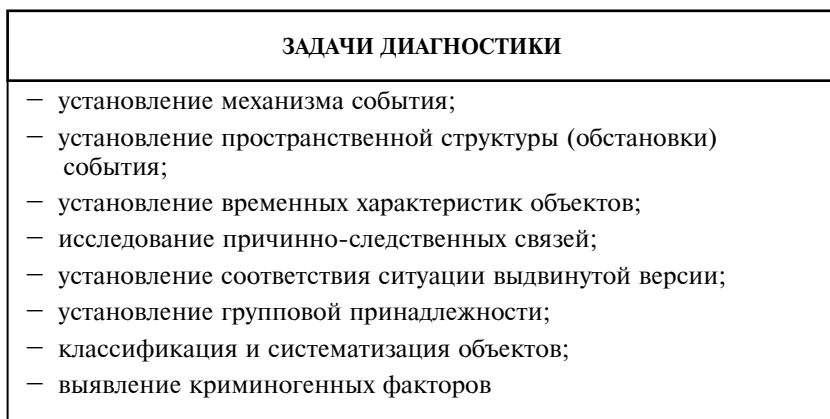 ЗАДАЧИ ДИАГНОСТИКИ
– установление механизма события;
– установление пространственной структуры (обстановки)
события;
– установление временных характеристик объектов;
– исследование причинно-следственных связей;
– установление соответствия ситуации выдвинутой версии;
– установление групповой принадлежности;
– классификация и систематизация объектов;
– выявление криминогенных факторов